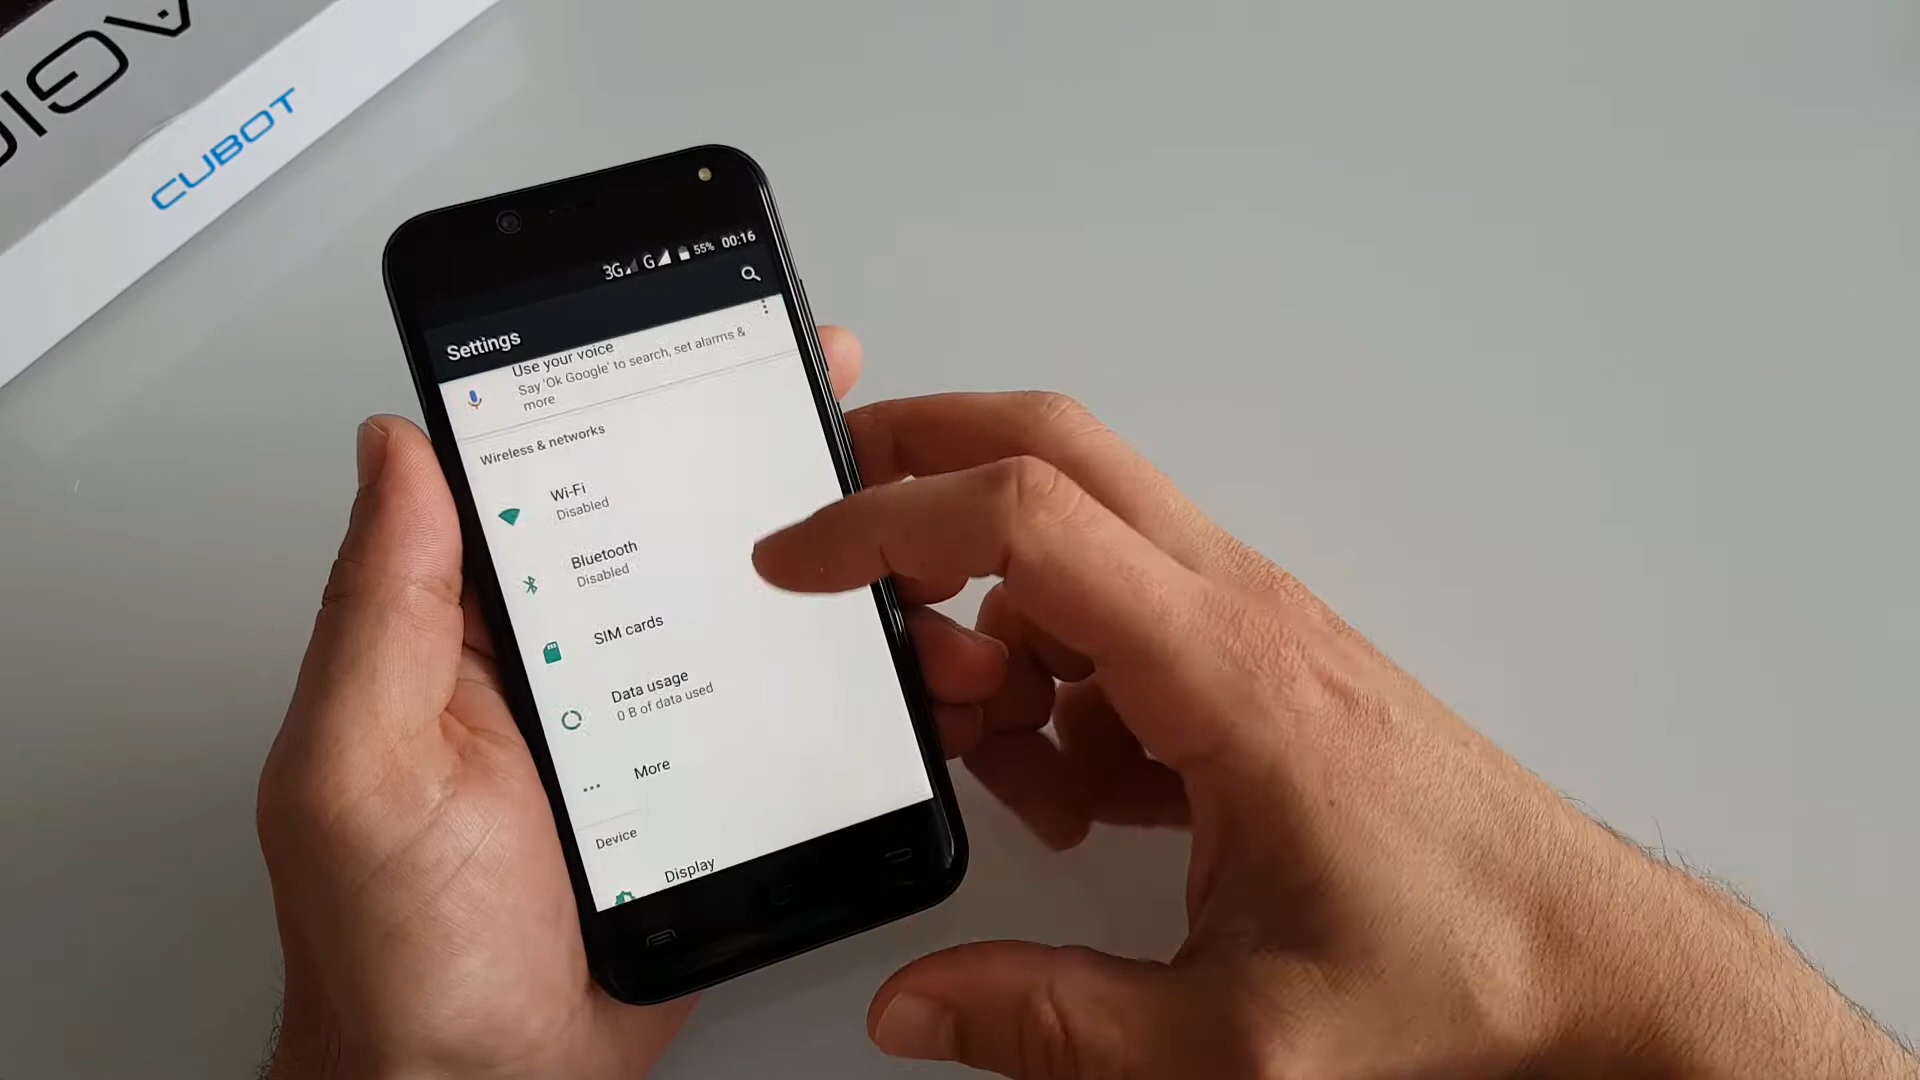 CUBOT
3G G 55% 00:16
Settings
Use your voice
Say 'Ok Google' to search, set alarms &
more
Wireless & networks
Wi-Fi
Disabled
Bluetooth
Disabled
SIM cards
Data usage
0 B of data used
More
Device
Display